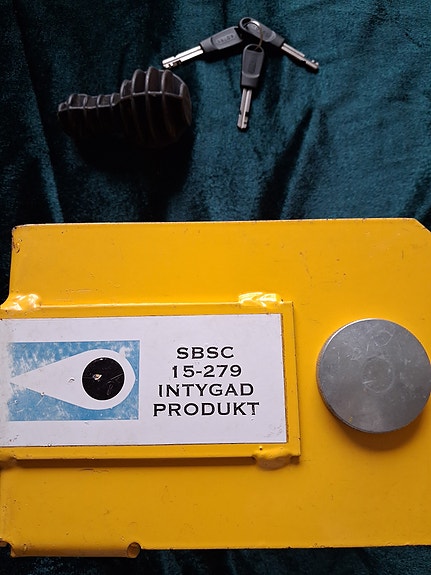 SBSC
15-279
INTYGAD
PRODUKT